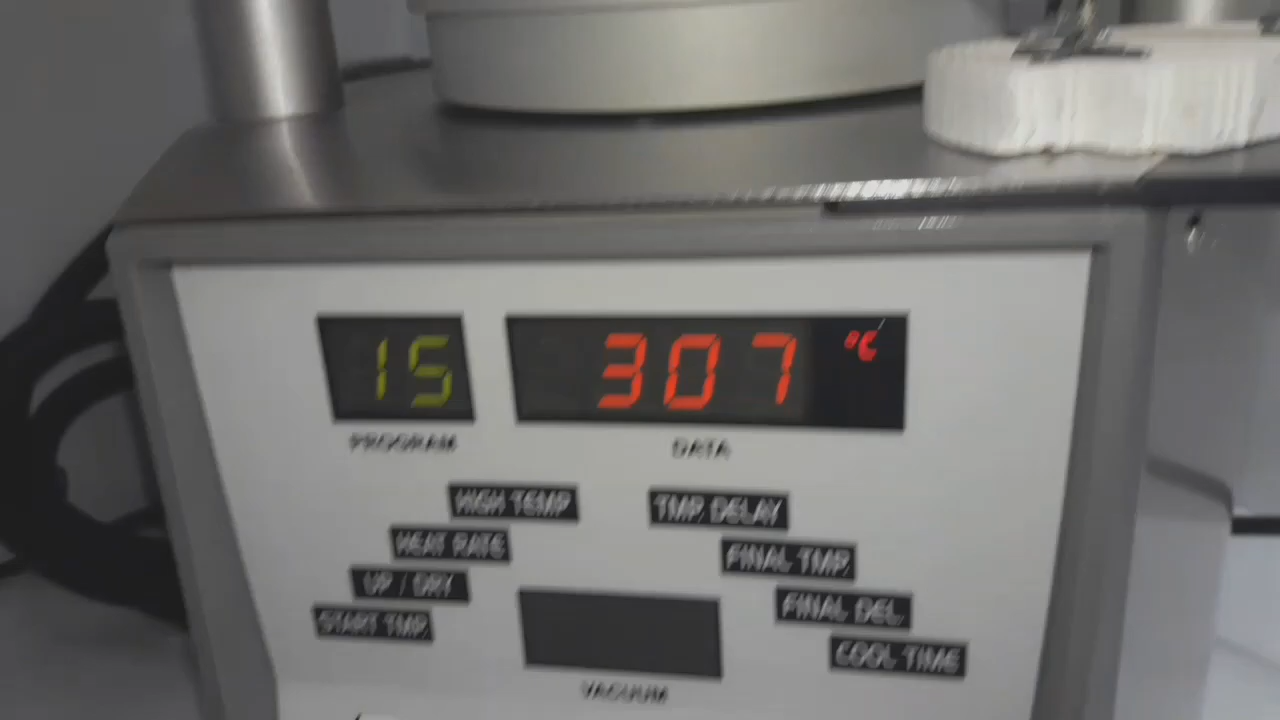 15 307 °C
PROGRAM DATA
HIGH TEMP TMP. DELAY
HEAT RATE FINAL TMP.
UP / DRY FINAL DEL.
START TMP. COOL TIME
VACUUM